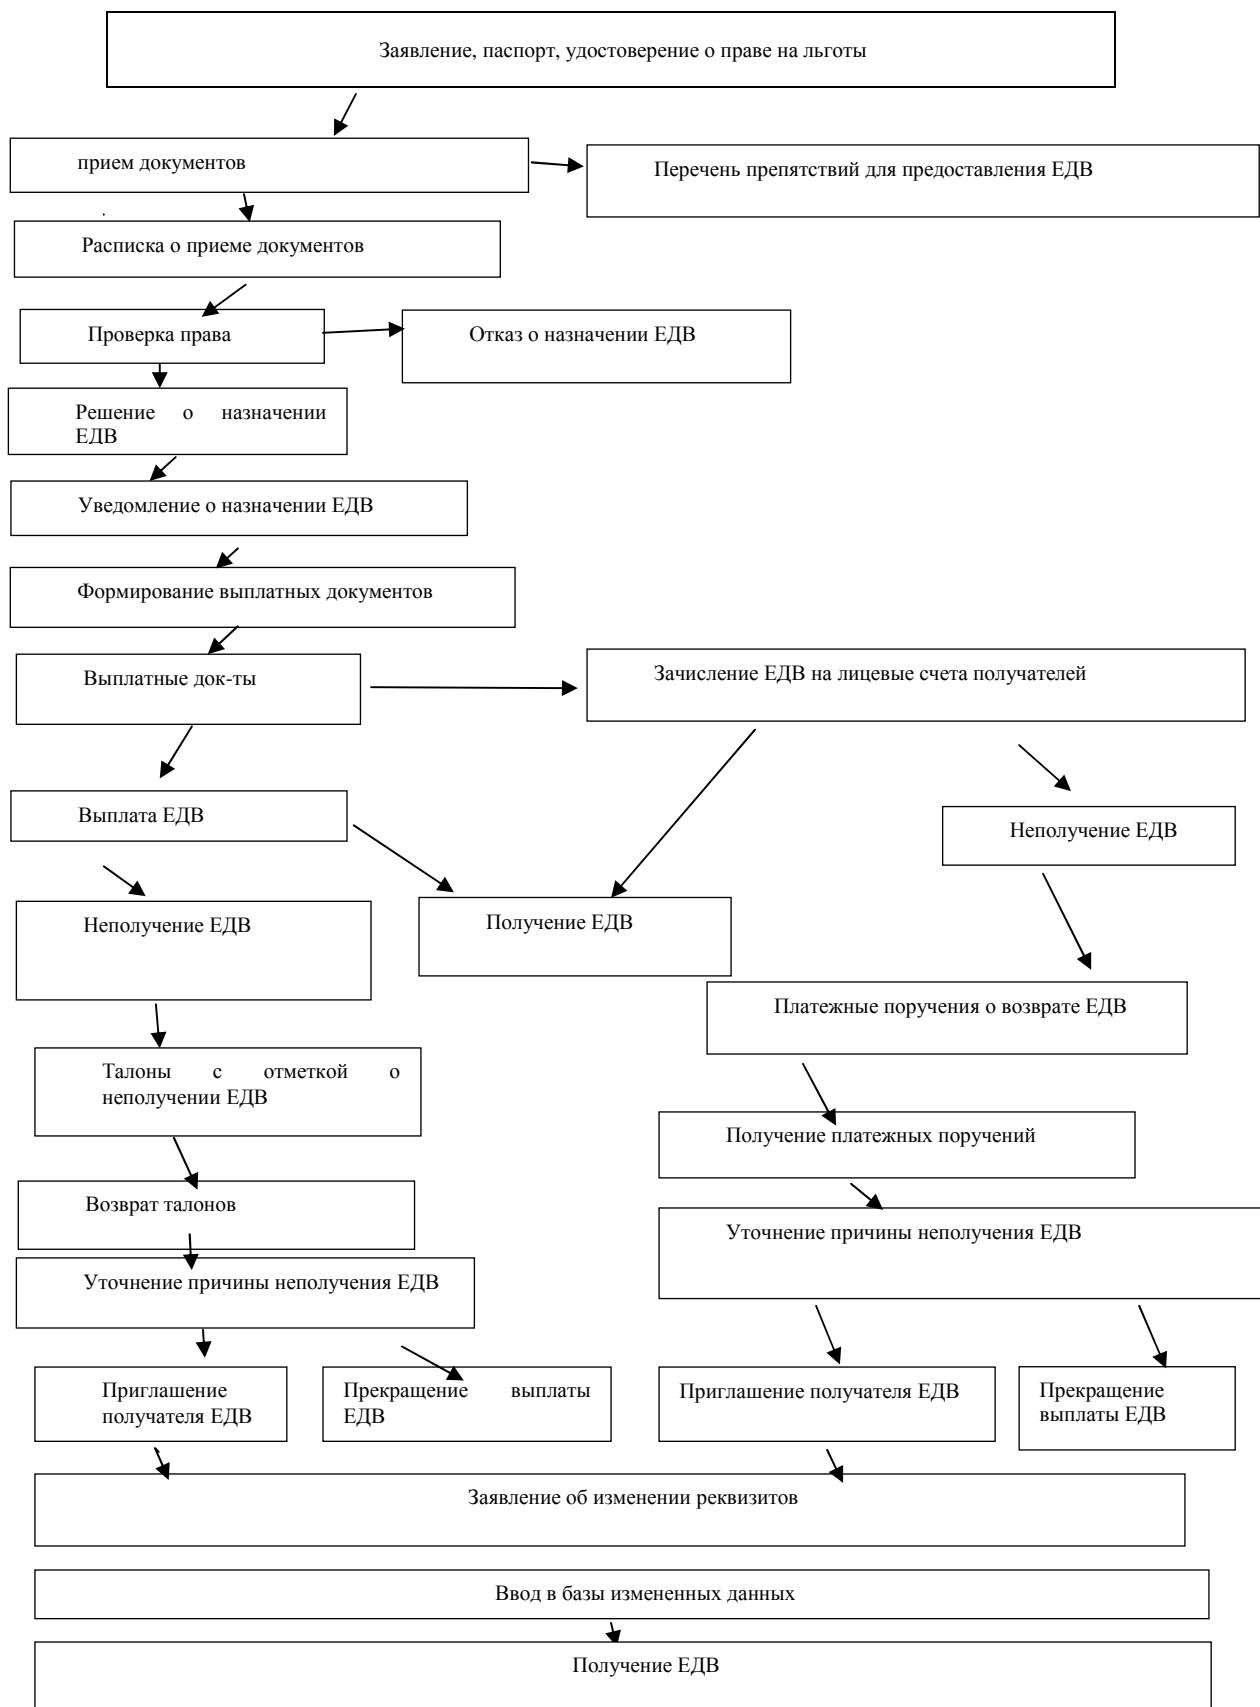 Заявление, паспорт, удостоверение о праве на льготы
прием документов
Перечень препятствий для предоставления ЕДВ
.
Расписка о приеме документов
Проверка права
Отказ о назначении ЕДВ
Решение о назначении
ЕДВ
Уведомление о назначении ЕДВ
Формирование выплатных документов
Выплатные док-ты
Зачисление ЕДВ на лицевые счета получателей
Выплата ЕДВ
Неполучение ЕДВ
Неполучение ЕДВ
Получение ЕДВ
Платежные поручения о возврате ЕДВ
Талоны с отметкой о
неполучении ЕДВ
Получение платежных поручений
Возврат талонов
Уточнение причины неполучения ЕДВ
Уточнение причины неполучения ЕДВ
Приглашение
получателя ЕДВ
Прекращение выплаты
ЕДВ
Приглашение получателя ЕДВ
Прекращение
выплаты ЕДВ
Заявление об изменении реквизитов
Ввод в базы измененных данных
Получение ЕДВ